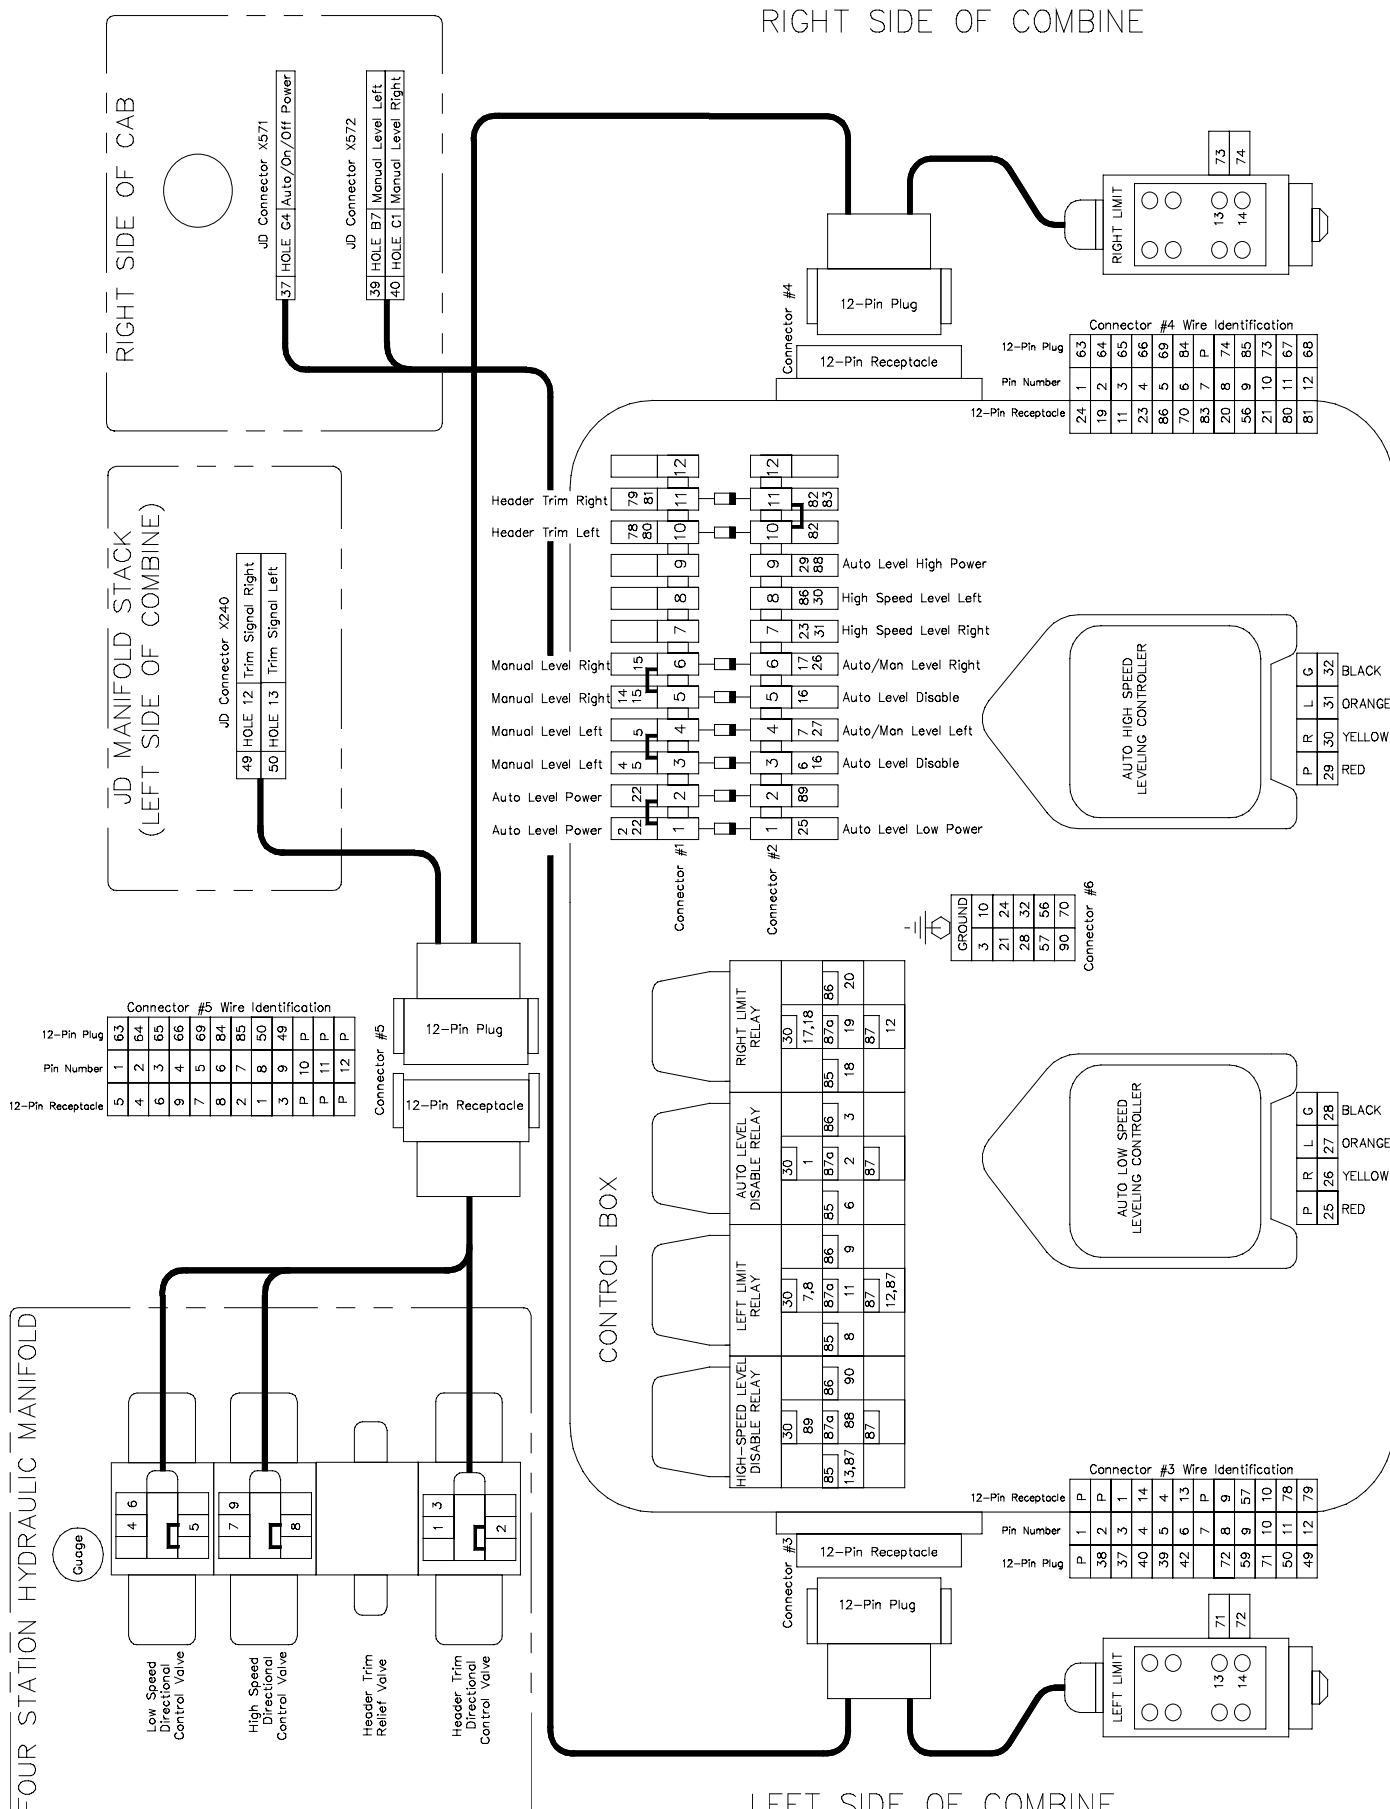 RIGHT SIDE OF COMBINE
RIGHT SIDE OF CAB
JD Connector X571
37 HOLE G4 Auto/On/Off Power
JD Connector X572
39 HOLE B7 Manual Level Left
40 HOLE C1 Manual Level Right
JD MANIFOLD STACK
(LEFT SIDE OF COMBINE)
JD Connector X240
49 HOLE 12 Trim Signal Right
50 HOLE 13 Trim Signal Left
Connector #4
12-Pin Plug
12-Pin Receptacle
RIGHT LIMIT
13
14
73
74
Connector #4 Wire Identification
12-Pin Plug 63 64 65 66 69 84 P 74 85 73 67 68
Pin Number 1 2 3 4 5 6 7 8 9 10 11 12
12-Pin Receptacle 24 19 11 23 86 70 83 20 56 21 80 81
12 12
Header Trim Right 79 81 11 11 82 83
Header Trim Left 78 80 10 10 82
9 9 29 88 Auto Level High Power
8 8 86 30 High Speed Level Left
7 7 23 31 High Speed Level Right
Manual Level Right 15 6 6 17 26 Auto/Man Level Right
Manual Level Right 14 15 5 5 16 Auto Level Disable
Manual Level Left 5 4 4 7 27 Auto/Man Level Left
Manual Level Left 4 5 3 3 6 16 Auto Level Disable
Auto Level Power 22 2 2 89
Auto Level Power 2 22 1 1 25 Auto Level Low Power
Connector #1
Connector #2
AUTO HIGH SPEED
LEVELING CONTROLLER
G 32 BLACK
L 31 ORANGE
R 30 YELLOW
P 29 RED
GROUND
3 10
21 24
28 32
57 56
90 70
Connector #6
Connector #5 Wire Identification
12-Pin Plug 63 64 65 66 69 84 85 50 49 P P P
Pin Number 1 2 3 4 5 6 7 8 9 10 11 12
12-Pin Receptacle 5 4 6 9 7 8 2 1 3 P P P
Connector #5
12-Pin Plug
12-Pin Receptacle
CONTROL BOX
RIGHT LIMIT
RELAY
30 17,18
86 20
87a 19
85 18
87 12
AUTO LEVEL
DISABLE RELAY
30 1
86 3
87a 2
85 6
87
LEFT LIMIT
RELAY
30 7,8
86 9
87a 11
85 8
87 12,87
HIGH-SPEED LEVEL
DISABLE RELAY
30 89
86 90
87a 88
85 13,87
87
AUTO LOW SPEED
LEVELING CONTROLLER
G 28 BLACK
L 27 ORANGE
R 26 YELLOW
P 25 RED
FOUR STATION HYDRAULIC MANIFOLD
Guage
4 6
5
7 9
8
1 3
2
Low Speed
Directional
Control Valve
High Speed
Directional
Control Valve
Header Trim
Relief Valve
Header Trim
Directional
Control Valve
Connector #3 Wire Identification
12-Pin Receptacle P P 1 14 4 13 P 9 57 10 78 79
Pin Number 1 2 3 4 5 6 7 8 9 10 11 12
12-Pin Plug P 38 37 40 39 42 72 59 71 50 49
Connector #3
12-Pin Receptacle
12-Pin Plug
LEFT LIMIT
13
14
71
72
LEFT SIDE OF COMBINE